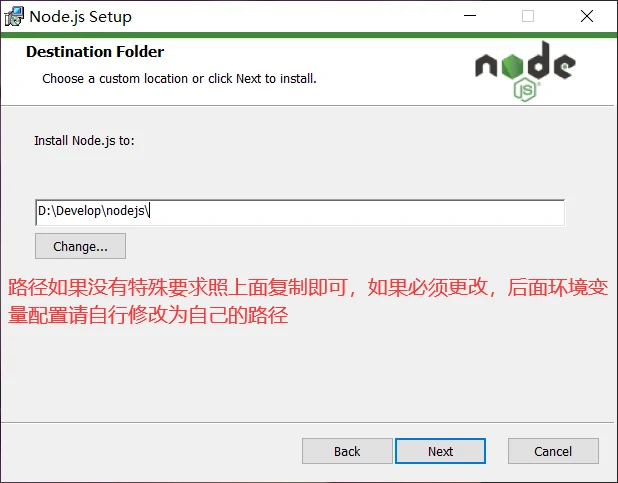 Node.js Setup
Destination Folder
Choose a custom location or click Next to install.
node
JS
Install Node.js to:
D:\Develop\nodejs\
Change...
路径如果没有特殊要求照上面复制即可，如果必须更改，后面环境变
量配置请自行修改为自己的路径
Back
Next
Cancel